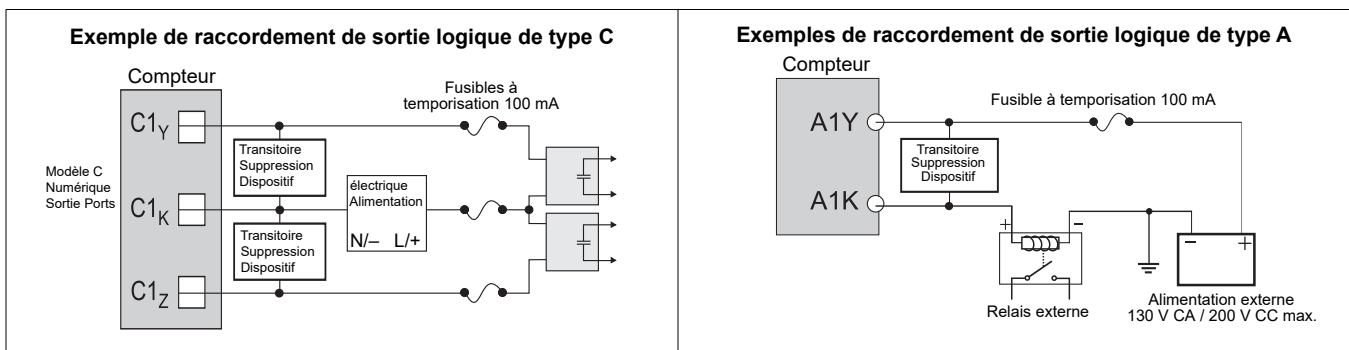 Exemple de raccordement de sortie logique de type C
Compteur
Fusibles à
temporisation 100 mA
C1Y
Transitoire
Suppression
Dispositif
Modèle C
Numérique
Sortie Ports
électrique
Alimentation
C1K
N/– L/+
Transitoire
Suppression
Dispositif
C1Z
Exemples de raccordement de sortie logique de type A
Compteur
Fusible à temporisation 100 mA
A1Y
Transitoire
Suppression
Dispositif
A1K
+ –
– +
Relais externe
Alimentation externe
130 V CA / 200 V CC max.